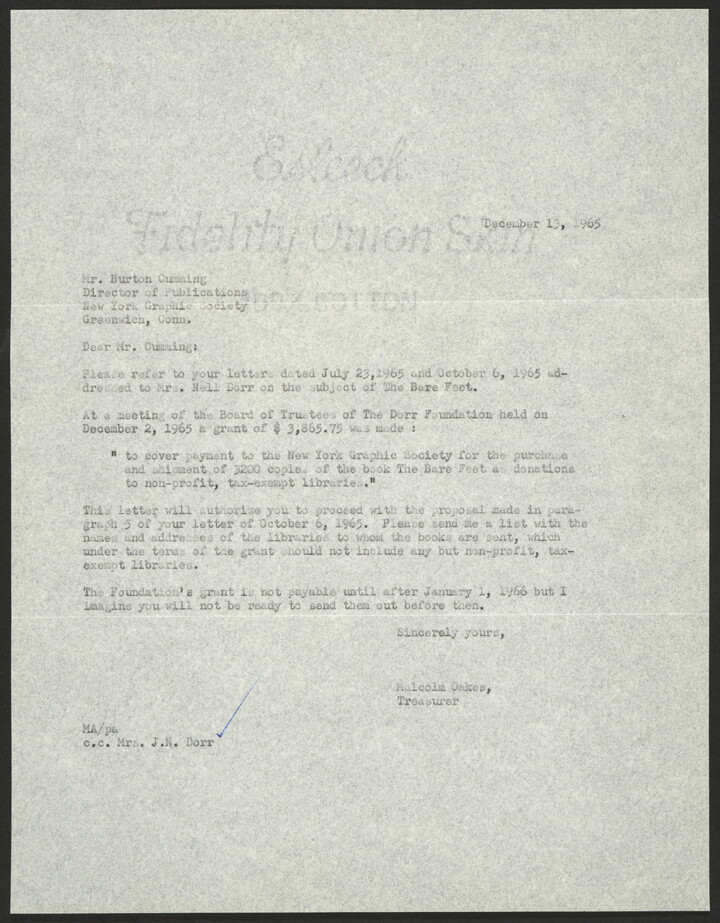 Esleeck
Fidelity Onion Skin
100% COTTON
December 13, 1965
Mr. Burton Cumming
Director of Publications
New York Graphic Society
Greenwich, Conn.
Dear Mr. Cumming:
Please refer to your letters dated July 23,1965 and October 6, 1965 ad-
dressed to Mrs. Nell Dorr on the subject of The Bare Feet.
At a meeting of the Board of Trustees of The Dorr Foundation held on
December 2, 1965 a grant of $ 3,865.75 was made :
" to cover payment to the New York Graphic Society for the purchase
and shipment of 3200 copies of the book The Bare Feet as donations
to non-profit, tax-exempt libraries."
This letter will authorize you to proceed with the proposal made in para-
graph 5 of your letter of October 6, 1965. Please send me a list with the
names and addresses of the libraries to whom the books are sent, which
under the terms of the grant should not include any but non-profit, tax-
exempt libraries.
The Foundation's grant is not payable until after January 1, 1966 but I
imagine you will not be ready to send them out before then.
Sincerely yours,
Malcolm Oakes,
Treasurer
MA/pa
c.c. Mrs. J.N. Dorr